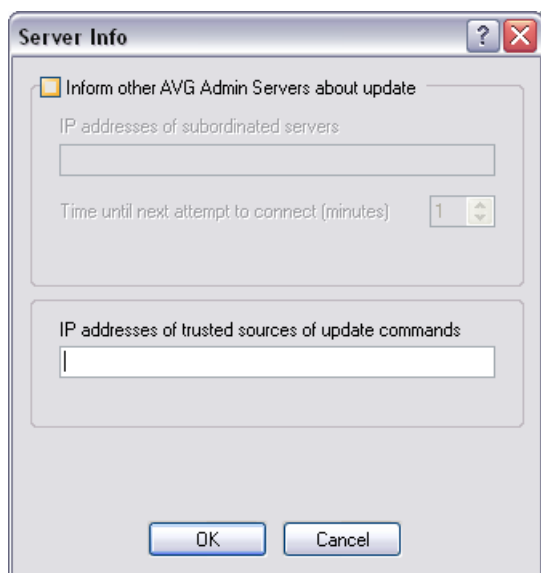 Server Info
?
Inform other AVG Admin Servers about update
IP addresses of subordinated servers
Time until next attempt to connect (minutes)
1
IP addresses of trusted sources of update commands
OK
Cancel